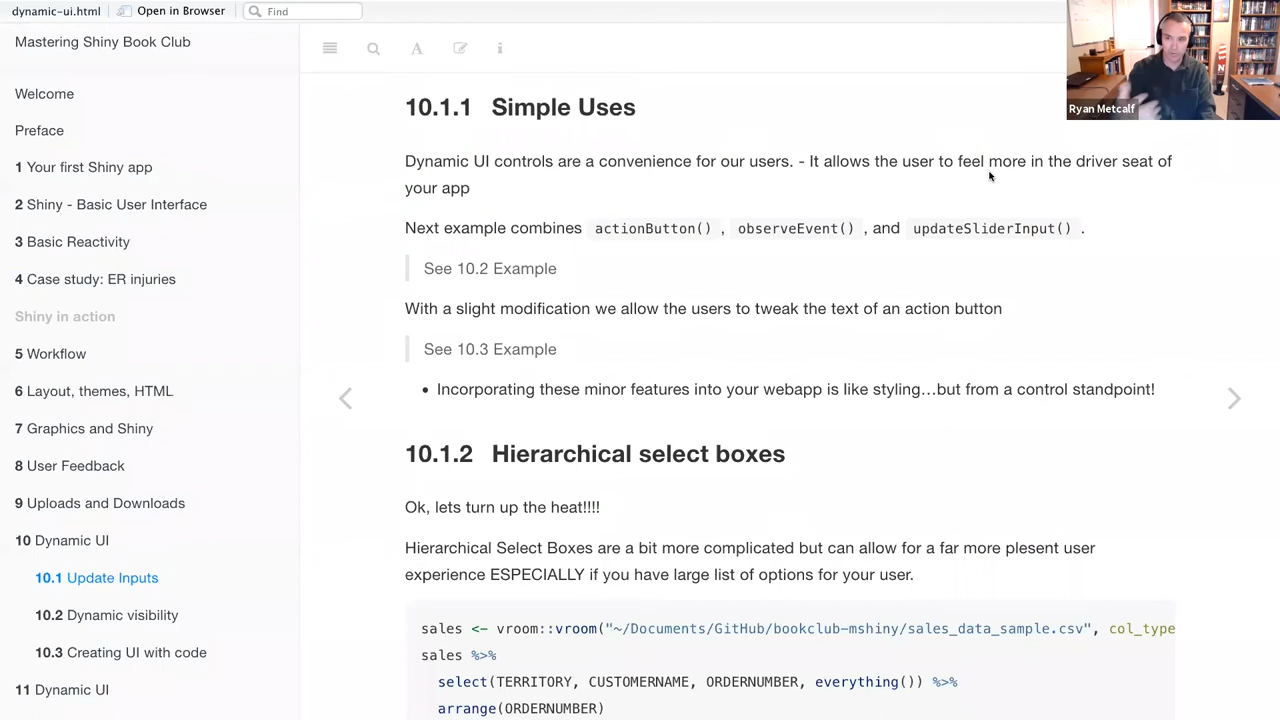 dynamic-ui.html
Open in Browser
Find
Mastering Shiny Book Club
Welcome
Preface
1 Your first Shiny app
2 Shiny - Basic User Interface
3 Basic Reactivity
4 Case study: ER injuries
Shiny in action
5 Workflow
6 Layout, themes, HTML
7 Graphics and Shiny
8 User Feedback
9 Uploads and Downloads
10 Dynamic UI
10.1 Update Inputs
10.2 Dynamic visibility
10.3 Creating UI with code
11 Dynamic UI
Ryan Metcalf
10.1.1 Simple Uses
Dynamic UI controls are a convenience for our users. - It allows the user to feel more in the driver seat of
your app
Next example combines actionButton() , observeEvent() , and updateSliderInput() .
See 10.2 Example
With a slight modification we allow the users to tweak the text of an action button
See 10.3 Example
• Incorporating these minor features into your webapp is like styling…but from a control standpoint!
10.1.2 Hierarchical select boxes
Ok, lets turn up the heat!!!!
Hierarchical Select Boxes are a bit more complicated but can allow for a far more plesent user
experience ESPECIALLY if you have large list of options for your user.
sales <- vroom::vroom("~/Documents/GitHub/bookclub-mshiny/sales_data_sample.csv", col_type
sales %>%
select(TERRITORY, CUSTOMERNAME, ORDERNUMBER, everything()) %>%
arrange(ORDERNUMBER)